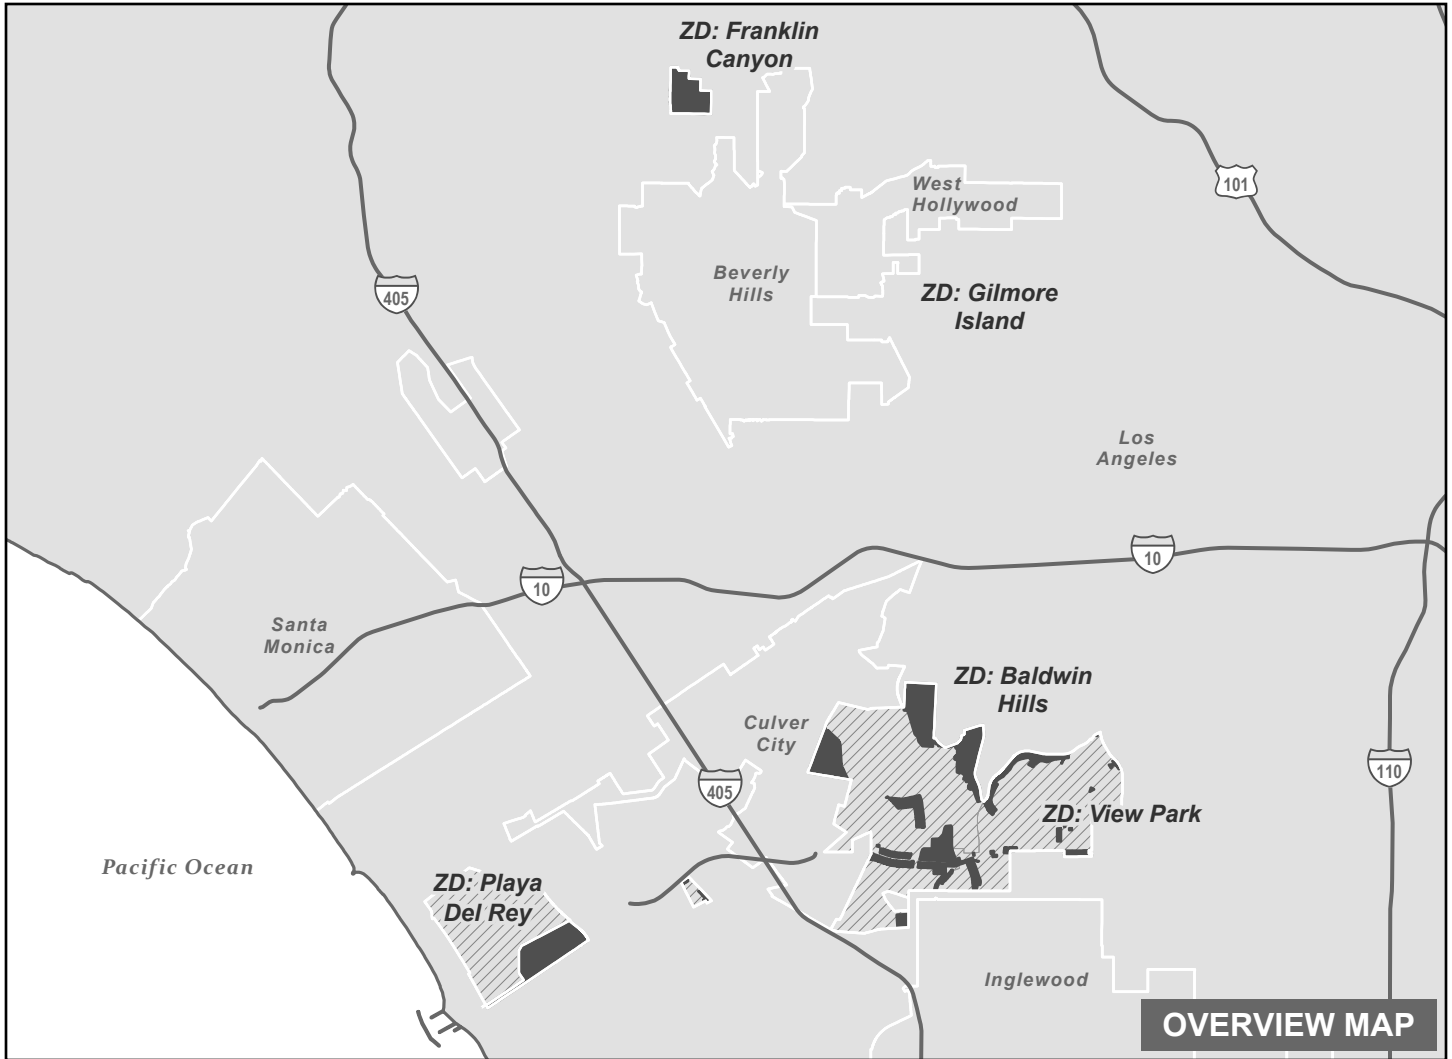 ZD: Franklin
Canyon
101
West
Hollywood
Beverly
Hills
405
ZD: Gilmore
Island
Los
Angeles
10
10
Santa
Monica
ZD: Baldwin
Hills
Culver
City
405
110
ZD: View Park
Pacific Ocean
ZD: Playa
Del Rey
Inglewood
OVERVIEW MAP